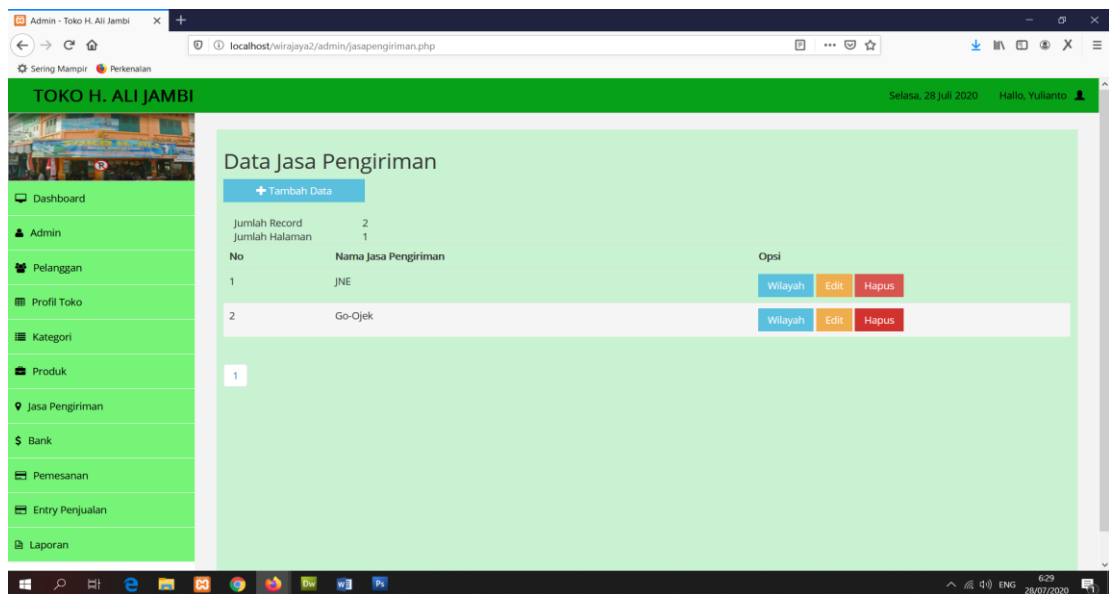 Admin - Toko H. Ali Jambi
localhost/wirajaya2/admin/jasapengiriman.php
Sering Mampir Perkenalan
TOKO H. ALI JAMBI
Selasa, 28 Juli 2020 Hallo, Yulianto
Dashboard
Admin
Pelanggan
Profil Toko
Kategori
Produk
Jasa Pengiriman
$ Bank
Pemesanan
Entry Penjualan
Laporan
Data Jasa Pengiriman
Tambah Data
Jumlah Record 2
Jumlah Halaman 1
No Nama Jasa Pengiriman Opsi
1 JNE Wilayah Edit Hapus
2 Go-Ojek Wilayah Edit Hapus
1
Dw Ps
ENG 6:29
28/07/2020